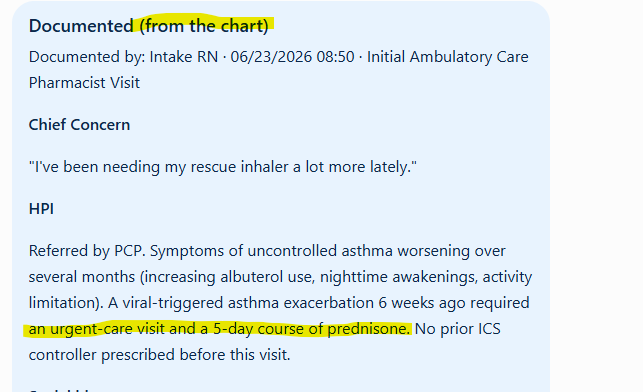 Documented (from the chart)
Documented by: Intake RN · 06/23/2026 08:50 · Initial Ambulatory Care
Pharmacist Visit
Chief Concern
"I've been needing my rescue inhaler a lot more lately."
HPI
Referred by PCP. Symptoms of uncontrolled asthma worsening over
several months (increasing albuterol use, nighttime awakenings, activity
limitation). A viral-triggered asthma exacerbation 6 weeks ago required
an urgent-care visit and a 5-day course of prednisone. No prior ICS
controller prescribed before this visit.